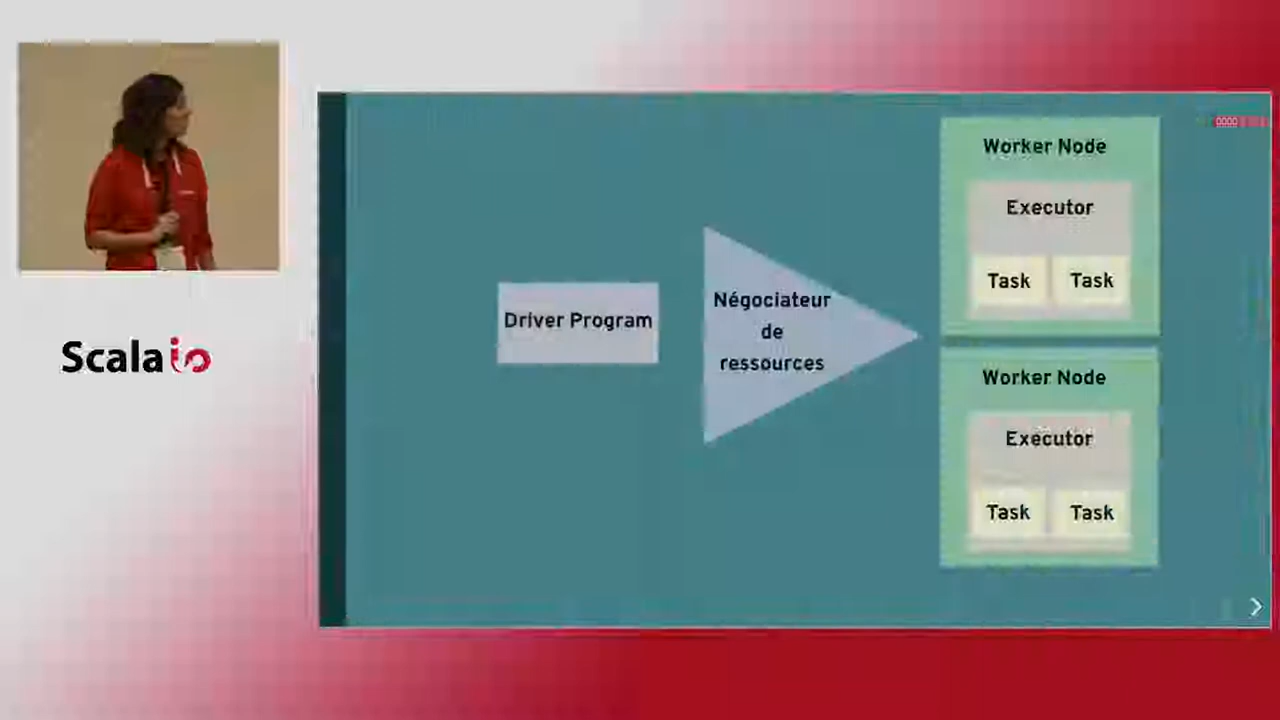 Scala io
Driver Program
Négociateur
de
ressources
Worker Node
Executor
Task Task
Worker Node
Executor
Task Task